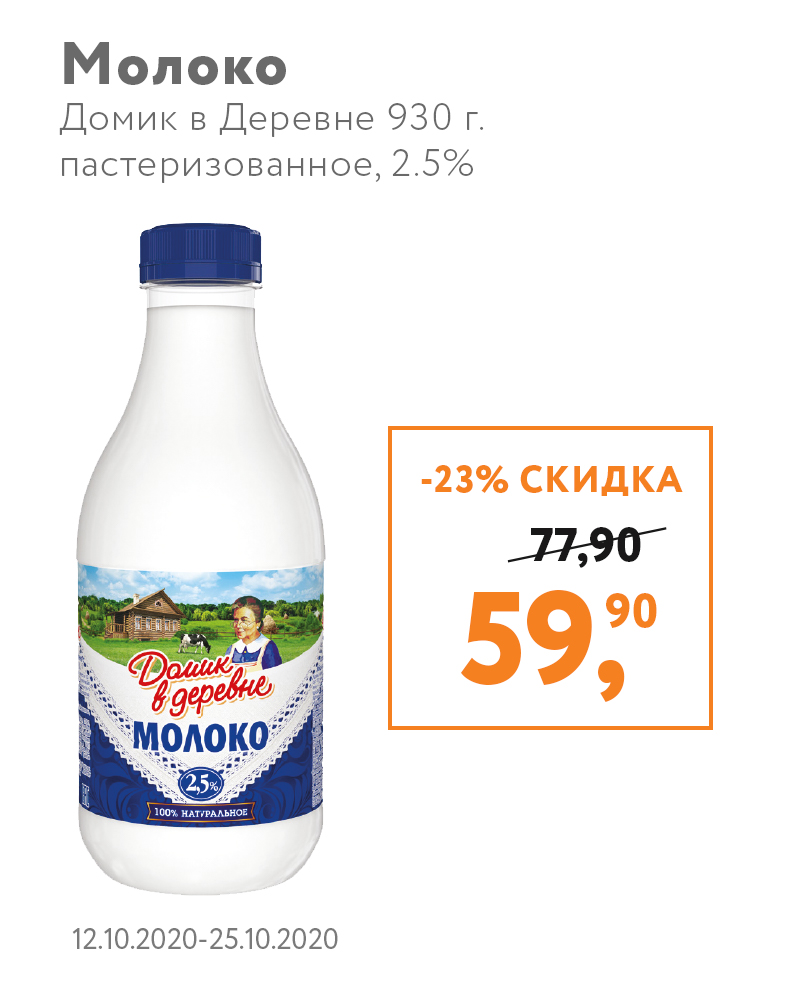 Молоко
Домик в Деревне 930 г.
пастеризованное, 2.5%
-23% СКИДКА
77,90
59,90
Домик
в деревне
МОЛОКО
2,5%
100% НАТУРАЛЬНОЕ
12.10.2020-25.10.2020